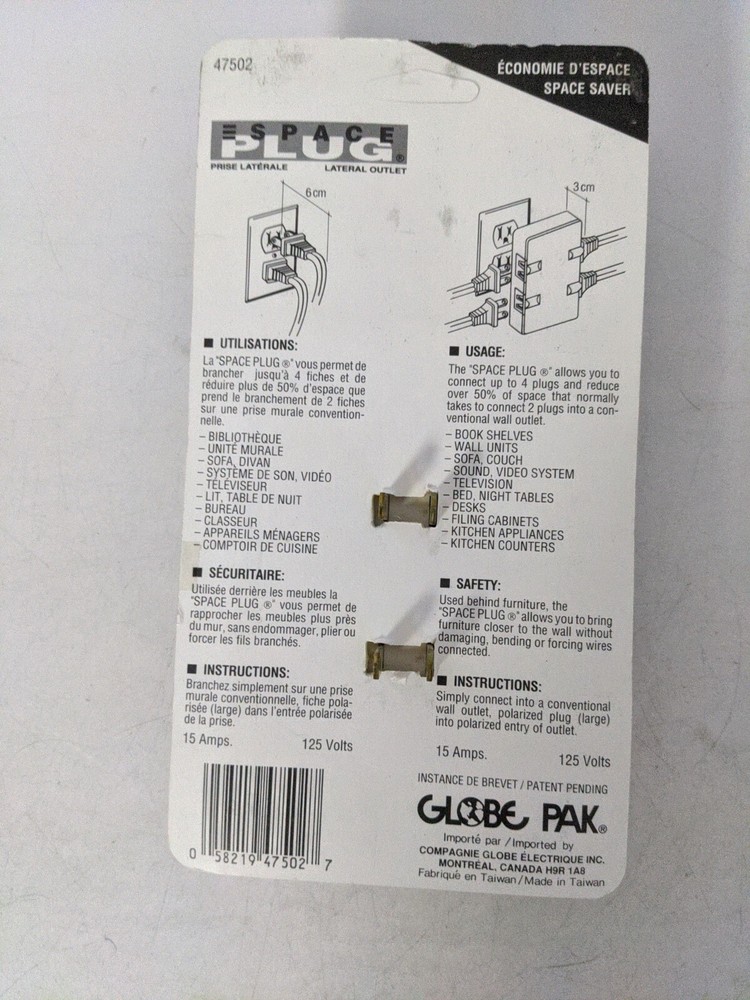 47502
ÉCONOMIE D'ESPACE
SPACE SAVER
ESPACE
PLUG®
PRISE LATÉRALE LATERAL OUTLET
6cm
3cm
■ UTILISATIONS:
La "SPACE PLUG ®" vous permet de
brancher jusqu'à 4 fiches et de
réduire plus de 50% d'espace que
prend le branchement de 2 fiches
sur une prise murale convention-
nelle.
– BIBLIOTHÈQUE
– UNITÉ MURALE
– SOFA, DIVAN
– SYSTÈME DE SON, VIDÉO
– TÉLÉVISEUR
– LIT, TABLE DE NUIT
– BUREAU
– CLASSEUR
– APPAREILS MÉNAGERS
– COMPTOIR DE CUISINE
■ SÉCURITAIRE:
Utilisée derrière les meubles la
"SPACE PLUG ®" vous permet de
rapprocher les meubles plus près
du mur, sans endommager, plier ou
forcer les fils branchés.
■ INSTRUCTIONS:
Branchez simplement sur une prise
murale conventionnelle, fiche pola-
risée (large) dans l'entrée polarisée
de la prise.
15 Amps. 125 Volts
0 58219 47502 7
■ USAGE:
The "SPACE PLUG ®" allows you to
connect up to 4 plugs and reduce
over 50% of space that normally
takes to connect 2 plugs into a con-
ventional wall outlet.
– BOOK SHELVES
– WALL UNITS
– SOFA, COUCH
– SOUND, VIDEO SYSTEM
– TELEVISION
– BED, NIGHT TABLES
– DESKS
– FILING CABINETS
– KITCHEN APPLIANCES
– KITCHEN COUNTERS
■ SAFETY:
Used behind furniture, the
"SPACE PLUG ®" allows you to bring
furniture closer to the wall without
damaging, bending or forcing wires
connected.
■ INSTRUCTIONS:
Simply connect into a conventional
wall outlet, polarized plug (large)
into polarized entry of outlet.
15 Amps. 125 Volts
INSTANCE DE BREVET / PATENT PENDING
GLOBE PAK®
Importé par / Imported by
COMPAGNIE GLOBE ÉLECTRIQUE INC.
MONTRÉAL, CANADA H9R 1A8
Fabriqué en Taiwan / Made in Taiwan